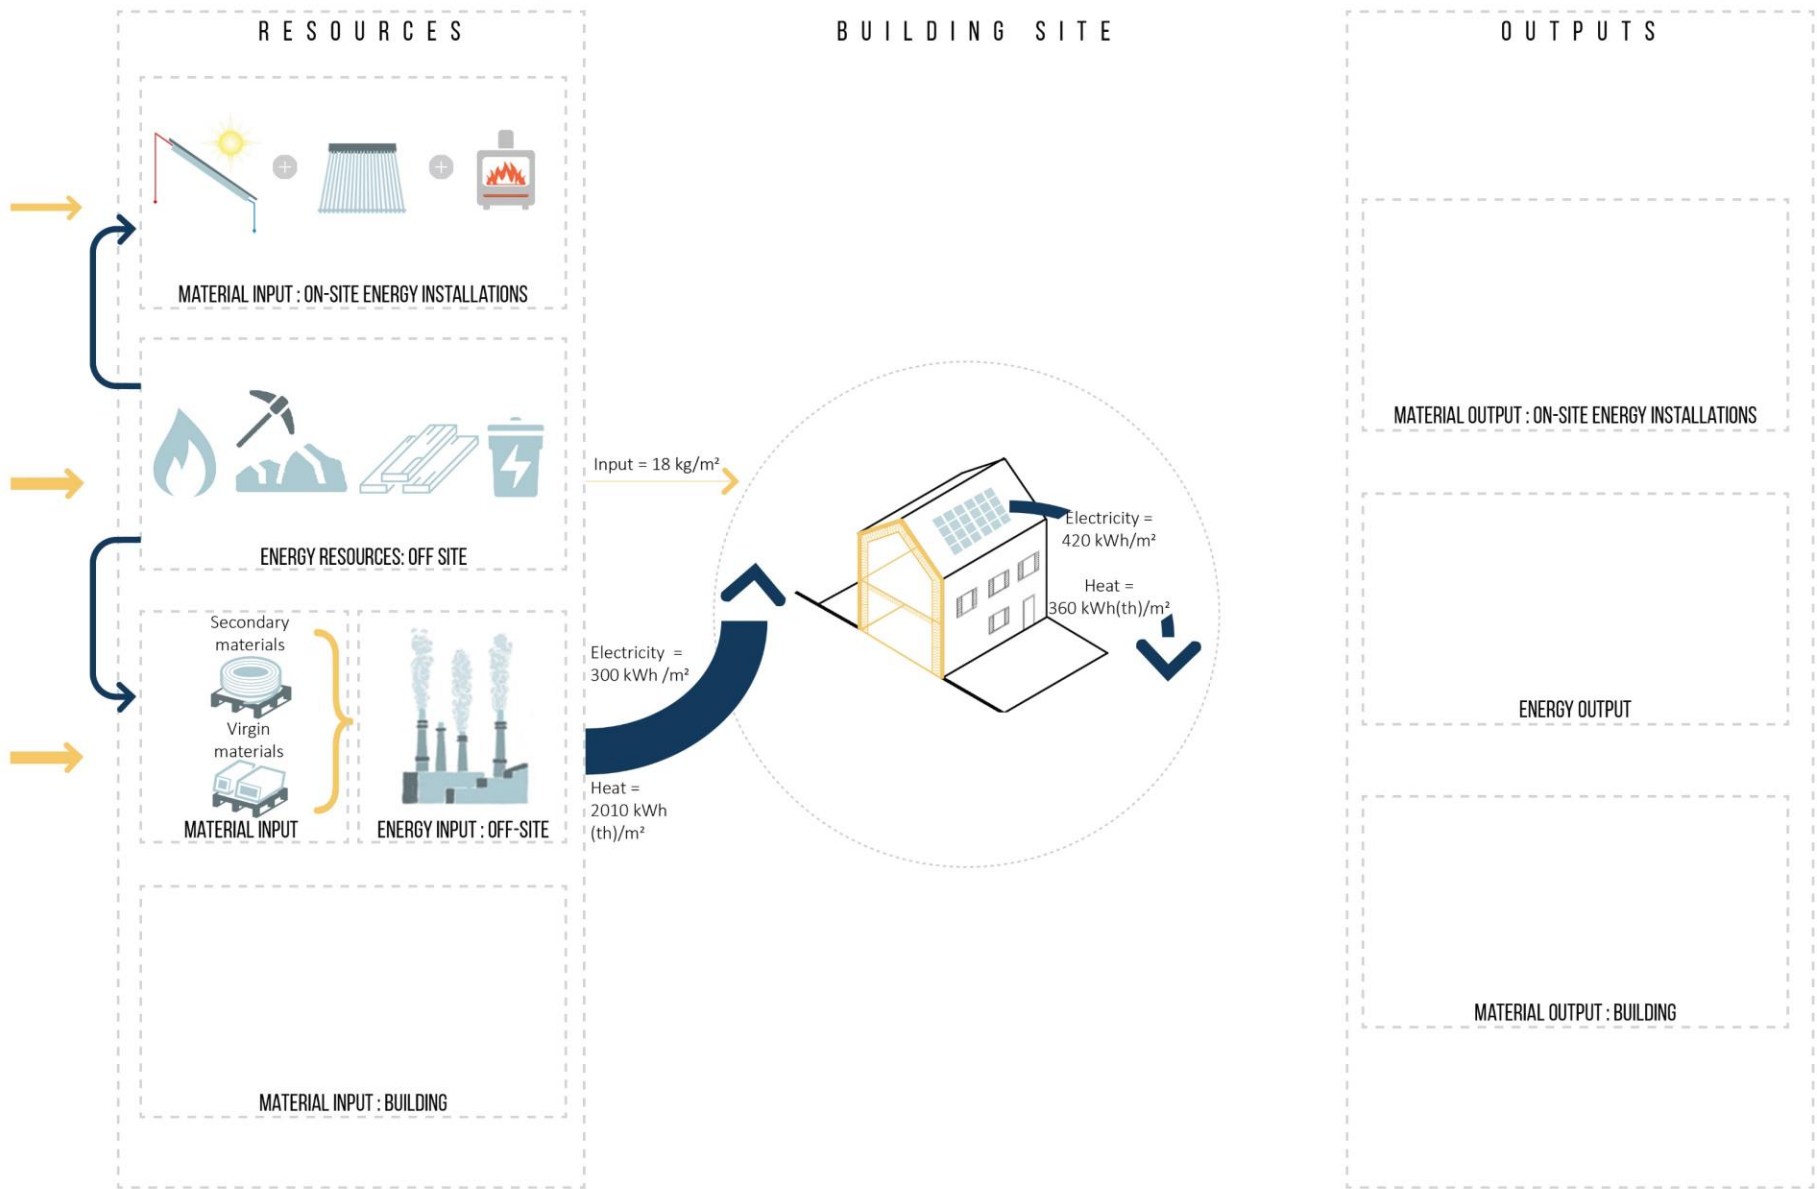 RESOURCES
BUILDING SITE
OUTPUTS
MATERIAL INPUT : ON-SITE ENERGY INSTALLATIONS
ENERGY RESOURCES: OFF SITE
Secondary
materials
Virgin
materials
MATERIAL INPUT
ENERGY INPUT : OFF-SITE
MATERIAL INPUT : BUILDING
Input = 18 kg/m²
Electricity =
300 kWh /m²
Heat =
2010 kWh
(th)/m²
Electricity =
420 kWh/m²
Heat =
360 kWh(th)/m²
MATERIAL OUTPUT : ON-SITE ENERGY INSTALLATIONS
ENERGY OUTPUT
MATERIAL OUTPUT : BUILDING